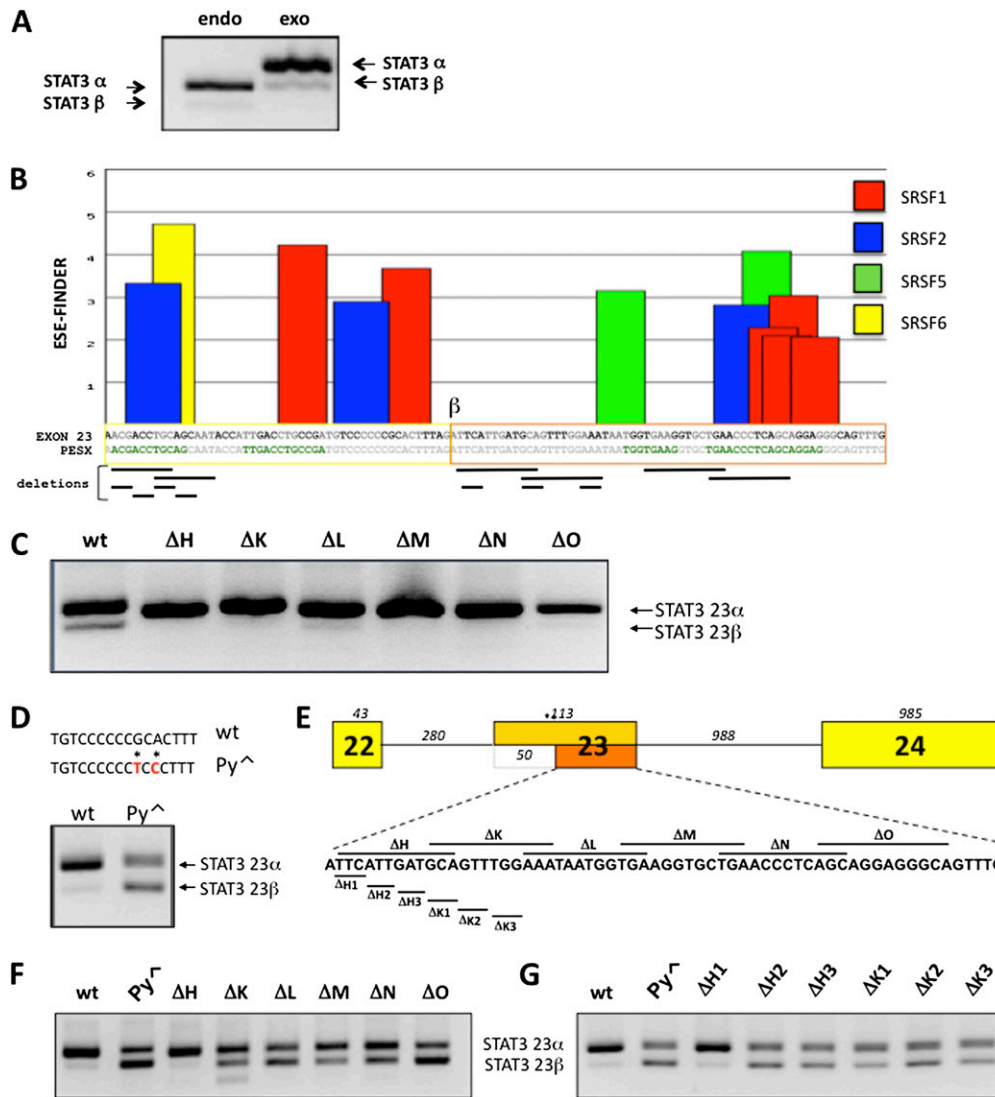 A
endo exo
STAT3 α
STAT3 β
STAT3 α
STAT3 β
B
ESE-FINDER
6
5
4
3
2
1
SRSF1
SRSF2
SRSF5
SRSF6
β
EXON 23 AACGACCTGCAGCAATACCATTGACCTGCCGATGTCCCCCCGCACTTTAGATTCATTGATGCAGTTTGGAAATAATGGTGAAGGTGCTGAACCCTCAGCAGGAGGGCAGTTTG
PESX AACGACCTGCAGCAATACCATTGACCTGCCGATGTCCCCCCGCACTTTAGATTCATTGATGCAGTTTGGAAATAATGGTGAAGGTGCTGAACCCTCAGCAGGAGGGCAGTTTG
deletions
C
wt ΔH ΔK ΔL ΔM ΔN ΔO
STAT3 23α
STAT3 23β
D
TGTCCCCCCGCACTTT wt
* *
TGTCCCCCCTCCCTTT Py^
wt Py^
STAT3 23α
STAT3 23β
E
43 113 985
22 280 23 988 24
50
ΔH ΔK ΔL ΔM ΔN ΔO
ATTCATTGATGCAGTTTGGAAATAATGGTGAAGGTGCTGAACCCTCAGCAGGAGGGCAGTTTG
ΔH1 ΔH2 ΔH3 ΔK1 ΔK2 ΔK3
F
wt Py^ ΔH ΔK ΔL ΔM ΔN ΔO
STAT3 23α
STAT3 23β
G
wt Py^ ΔH1 ΔH2 ΔH3 ΔK1 ΔK2 ΔK3